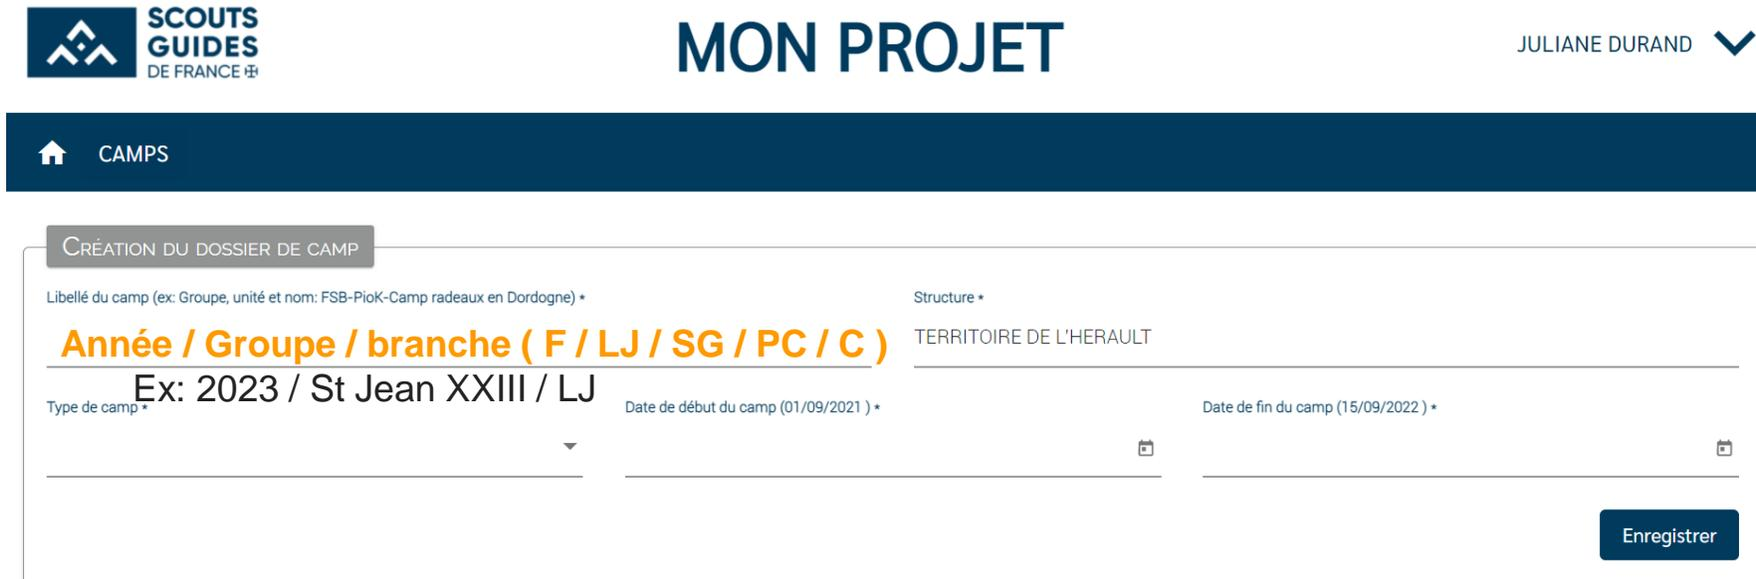 SCOUTS
GUIDES
DE FRANCE
MON PROJET
JULIANE DURAND
CAMPS
CRÉATION DU DOSSIER DE CAMP
Libellé du camp (ex: Groupe, unité et nom: FSB-PioK-Camp radeaux en Dordogne) *
Structure *
Année / Groupe / branche ( F / LJ / SG / PC / C )
TERRITOIRE DE L'HERAULT
Ex: 2023 / St Jean XXIII / LJ
Type de camp *
Date de début du camp (01/09/2021 ) *
Date de fin du camp (15/09/2022 ) *
Enregistrer